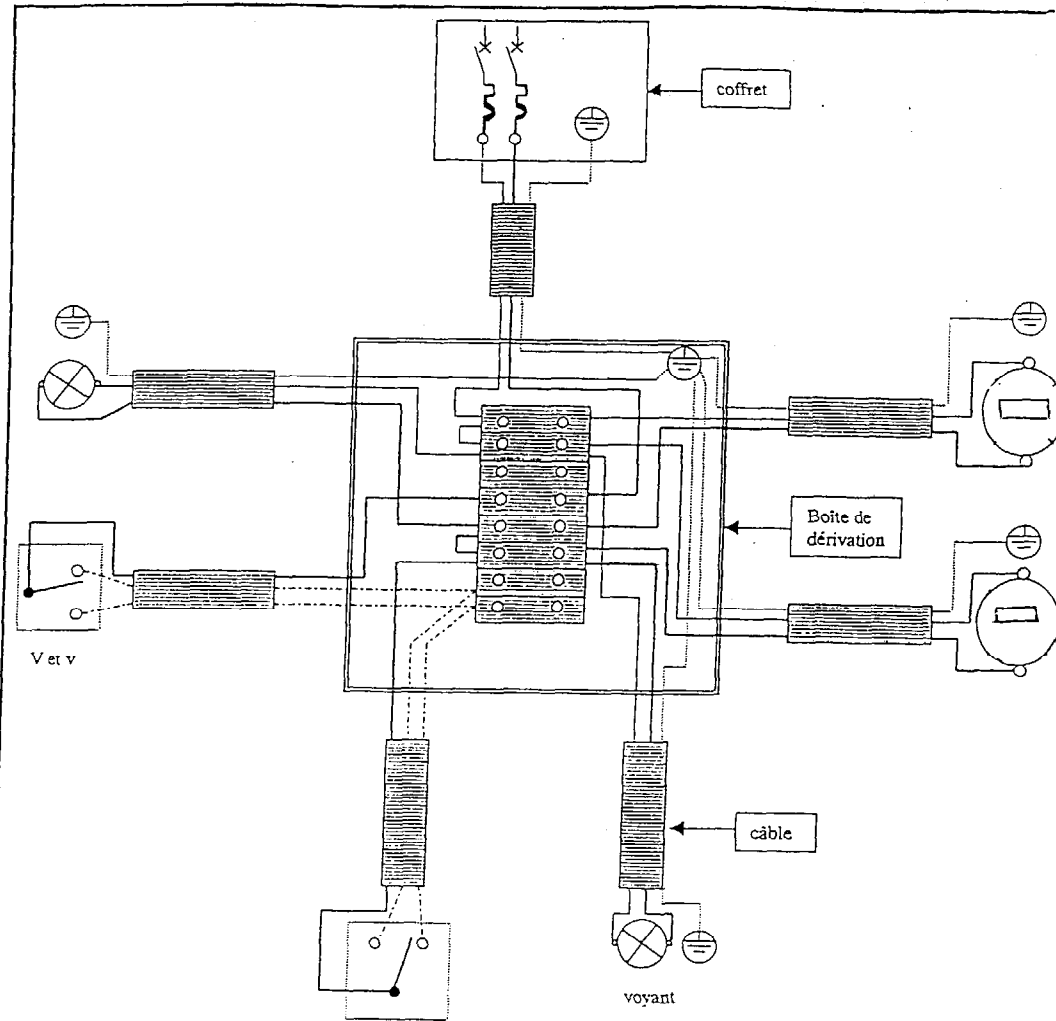 coffret
Boîte de
dérivation
V et v
câble
voyant